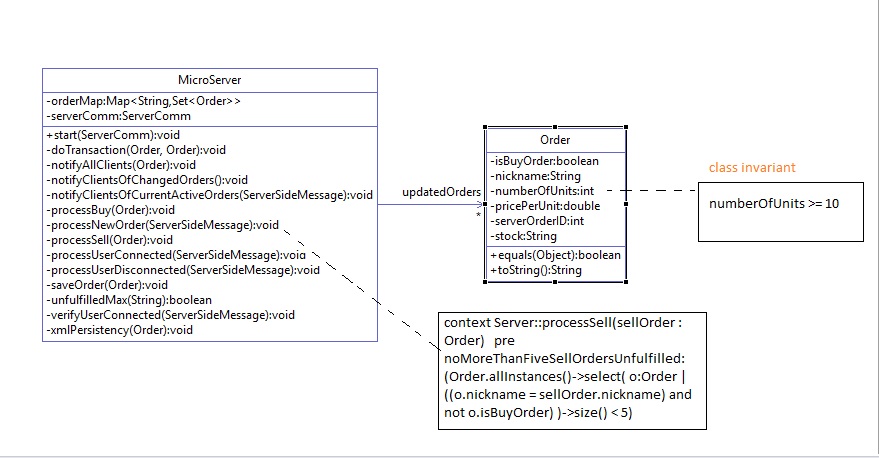 MicroServer
-orderMap:Map<String,Set<Order>>
-serverComm:ServerComm
+start(ServerComm):void
-doTransaction(Order, Order):void
-notifyAllClients(Order):void
-notifyClientsOfChangedOrders():void
-notifyClientsOfCurrentActiveOrders(ServerSideMessage):void
-processBuy(Order):void
-processNewOrder(ServerSideMessage):void
-processSell(Order):void
-processUserConnected(ServerSideMessage):void
-processUserDisconnected(ServerSideMessage):void
-saveOrder(Order):void
-unfulfilledMax(String):boolean
-verifyUserConnected(ServerSideMessage):void
-xmlPersistency(Order):void
updatedOrders
*
Order
-isBuyOrder:boolean
-nickname:String
-numberOfUnits:int
-pricePerUnit:double
-serverOrderID:int
-stock:String
+equals(Object):boolean
+toString():String
class invariant
numberOfUnits >= 10
context Server::processSell(sellOrder :
Order)   pre
noMoreThanFiveSellOrdersUnfulfilled:
(Order.allInstances()->select( o:Order |
((o.nickname = sellOrder.nickname) and
not o.isBuyOrder) )->size() < 5)